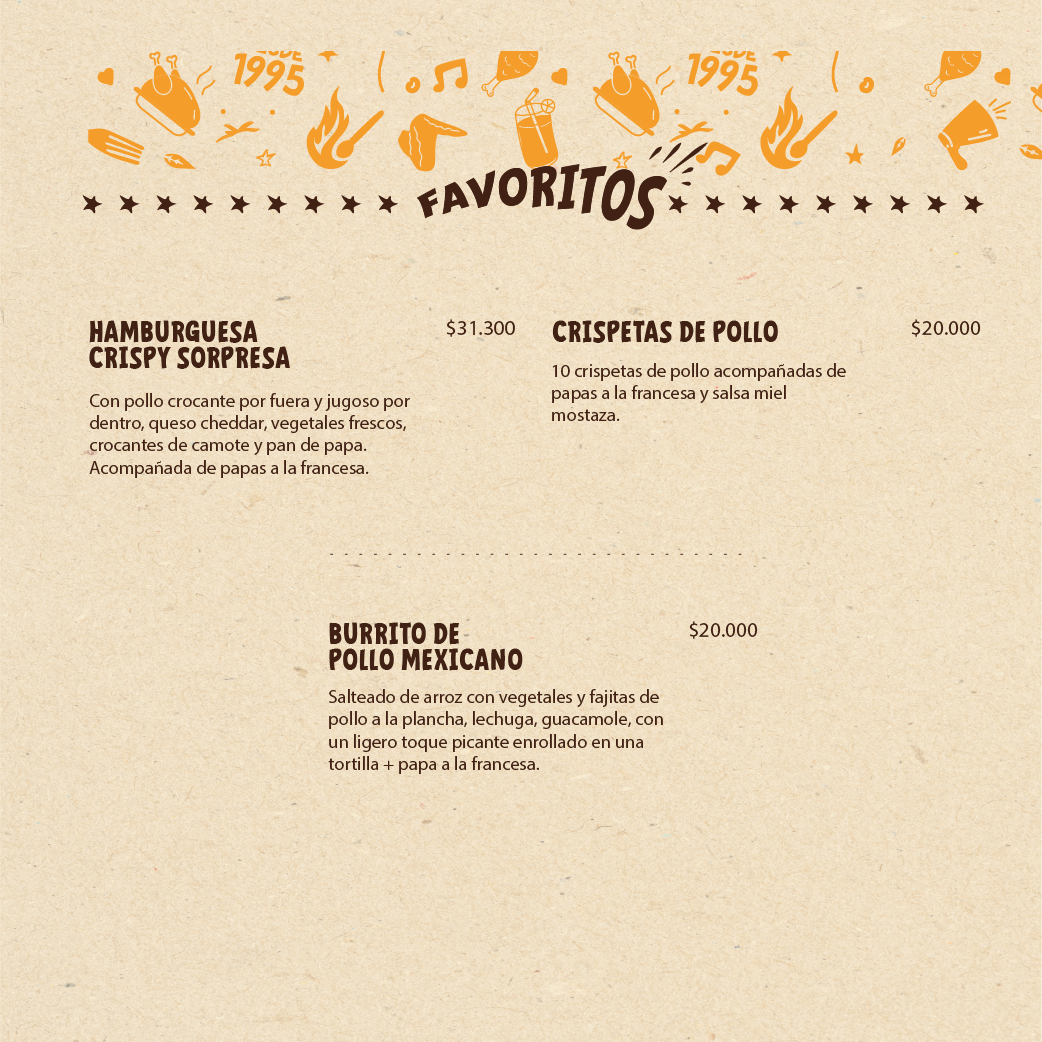 1995
1995
FAVORITOS
HAMBURGUESA
CRISPY SORPRESA
$31.300
Con pollo crocante por fuera y jugoso por
dentro, queso cheddar, vegetales frescos,
crocantes de camote y pan de papa.
Acompañada de papas a la francesa.
CRISPETAS DE POLLO
$20.000
10 crispetas de pollo acompañadas de
papas a la francesa y salsa miel
mostaza.
BURRITO DE
POLLO MEXICANO
$20.000
Salteado de arroz con vegetales y fajitas de
pollo a la plancha, lechuga, guacamole, con
un ligero toque picante enrollado en una
tortilla + papa a la francesa.